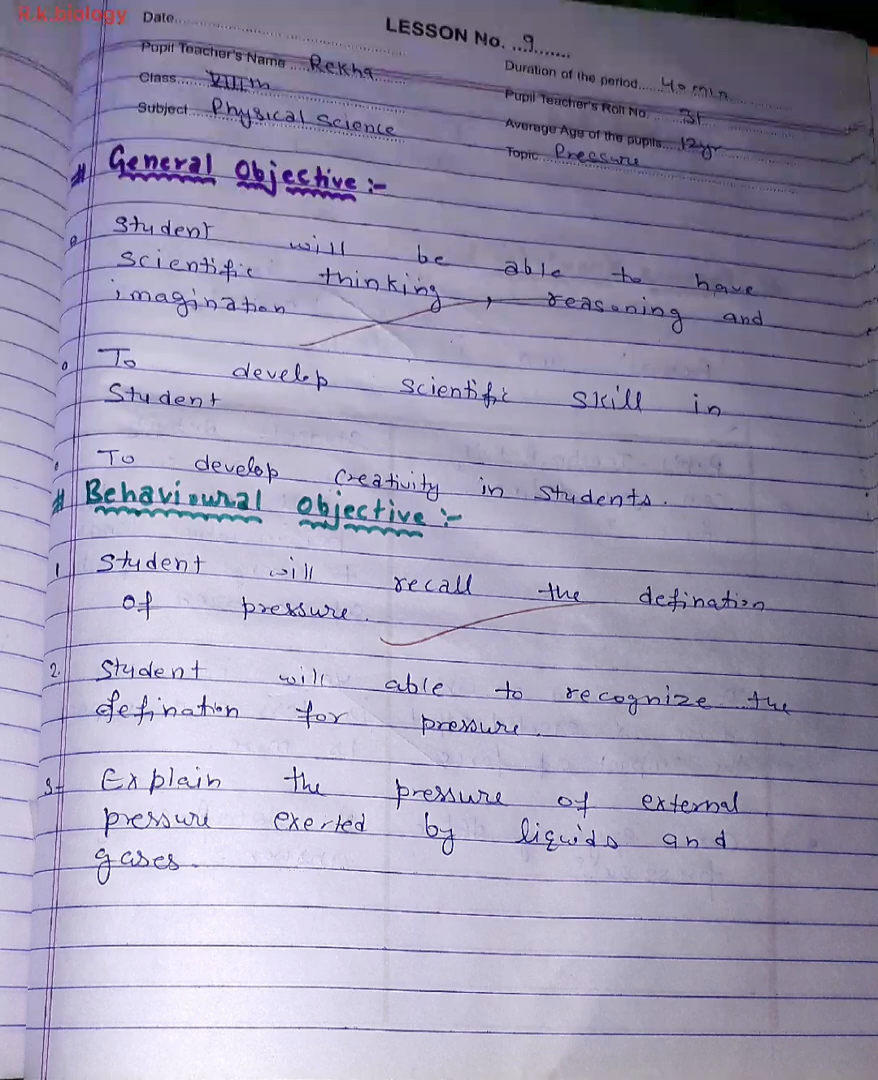 R.k.biology
Date
LESSON No. 9
Pupil Teacher's Name Rekha
Duration of the period 40 min
Class VIIIth
Pupil Teacher's Roll No. 31
Subject Physical Science
Average Age of the pupils 12yr
Topic Pressure
# General Objective :-
Student will be able to have
scientific thinking, reasoning and
imagination
To develop scientific skill in
Student
To develop creativity in students.
# Behavioural Objective :-
1 Student will recall the defination
of pressure.
2. Student will able to recognize the
defination for pressure.
3. Explain the pressure of external
pressure exerted by liquids and
gases.